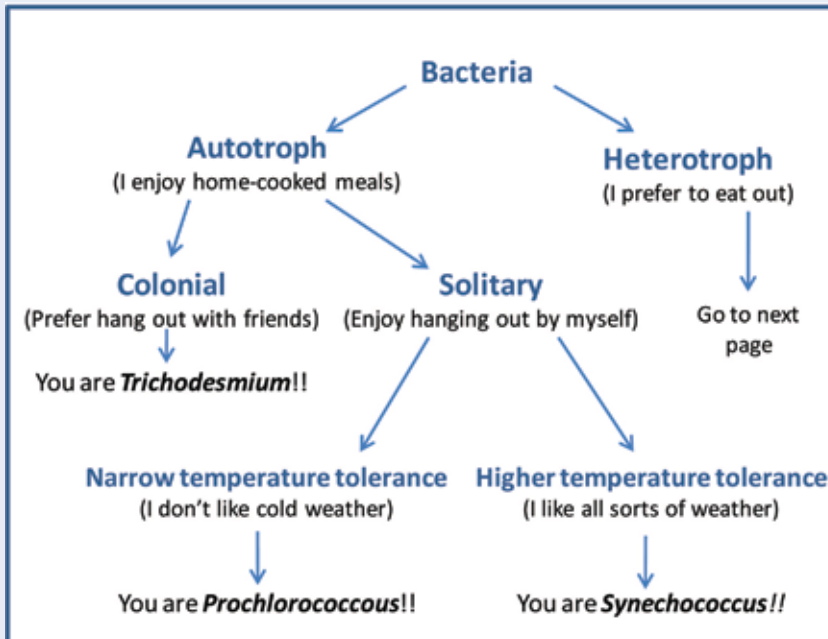 Bacteria
Autotroph
(I enjoy home-cooked meals)
Heterotroph
(I prefer to eat out)
Colonial
(Prefer hang out with friends)
Solitary
(Enjoy hanging out by myself)
Go to next
page
You are Trichodesmium!!
Narrow temperature tolerance
(I don't like cold weather)
Higher temperature tolerance
(I like all sorts of weather)
You are Prochlorococcous!!
You are Synechococcus!!